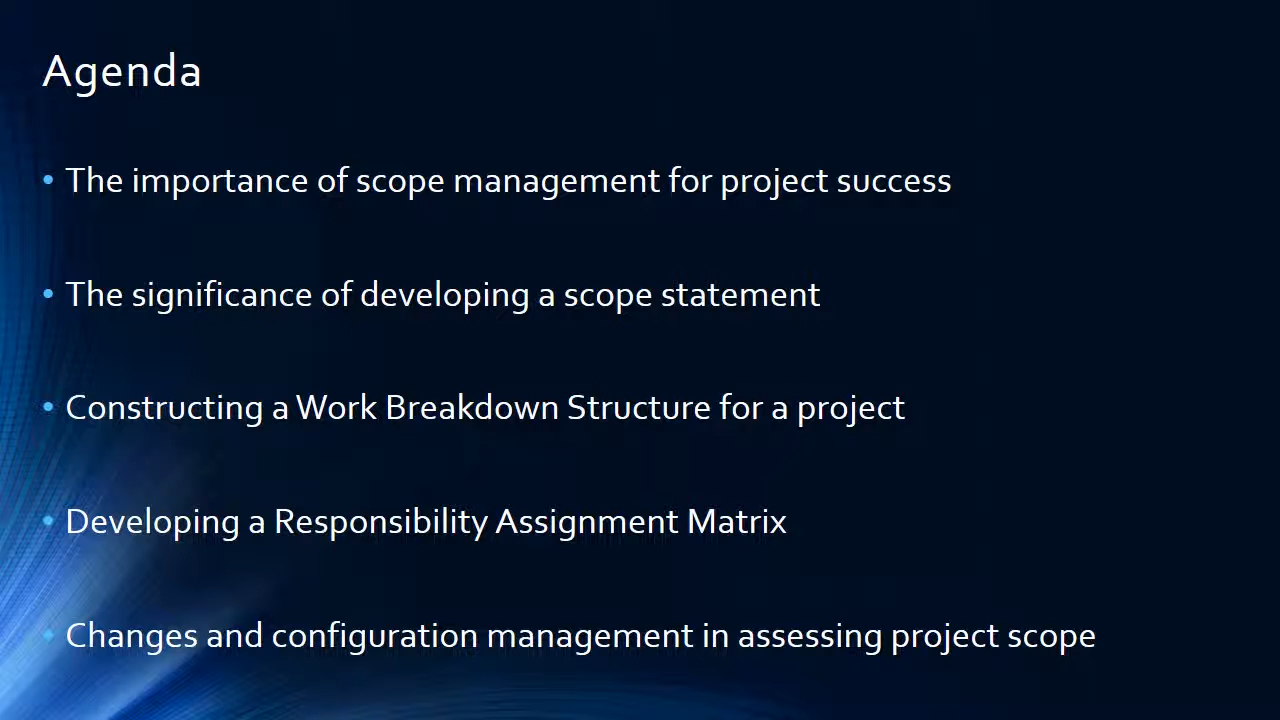 Agenda
• The importance of scope management for project success
• The significance of developing a scope statement
• Constructing a Work Breakdown Structure for a project
• Developing a Responsibility Assignment Matrix
• Changes and configuration management in assessing project scope